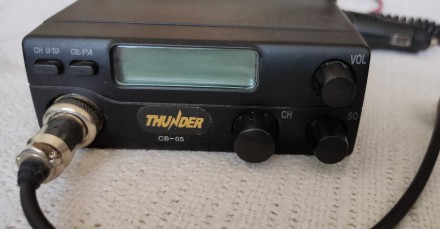 CH 9/19 CB/PA
VOL
CH
SQ
THUNDER
CB-05